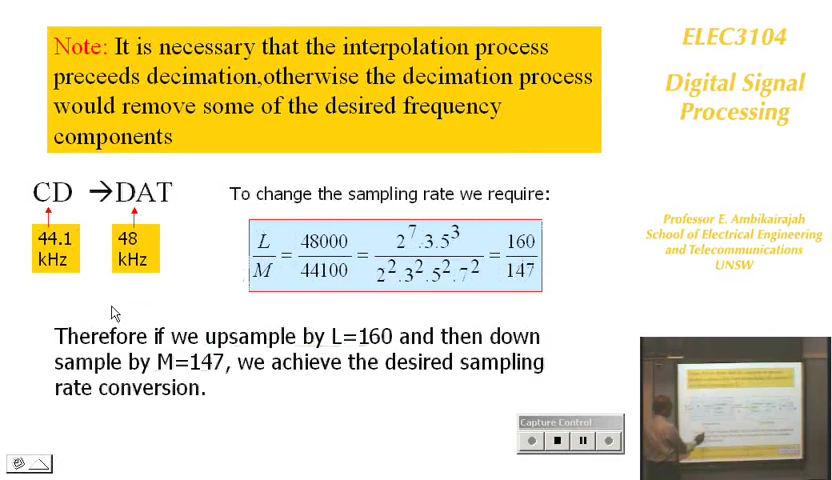 Note: It is necessary that the interpolation process
preceeds decimation,otherwise the decimation process
would remove some of the desired frequency
components
ELEC3104
Digital Signal
Processing
CD →DAT
44.1
kHz
48
kHz
To change the sampling rate we require:
L/M = 48000/44100 = 2^7.3.5^3/2^2.3^2.5^2.7^2 = 160/147
Professor E. Ambikairajah
School of Electrical Engineering
and Telecommunications
UNSW
Therefore if we upsample by L=160 and then down
sample by M=147, we achieve the desired sampling
rate conversion.
Capture Control